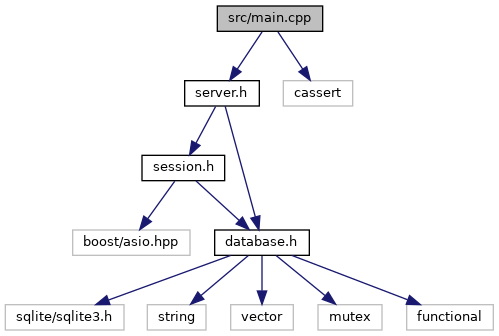 src/main.cpp
server.h
cassert
session.h
boost/asio.hpp
database.h
sqlite/sqlite3.h
string
vector
mutex
functional